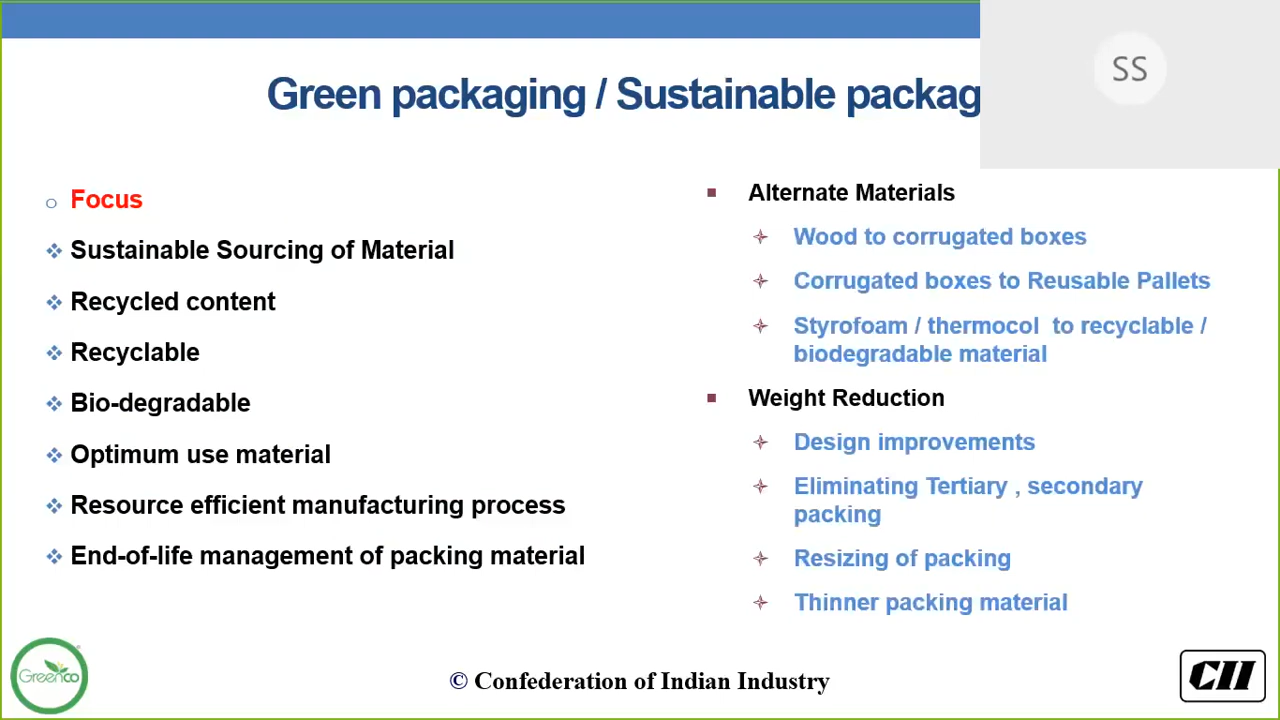 SS
Green packaging / Sustainable packag
Focus
Sustainable Sourcing of Material
Recycled content
Recyclable
Bio-degradable
Optimum use material
Resource efficient manufacturing process
End-of-life management of packing material
Alternate Materials
Wood to corrugated boxes
Corrugated boxes to Reusable Pallets
Styrofoam / thermocol to recyclable /
biodegradable material
Weight Reduction
Design improvements
Eliminating Tertiary , secondary
packing
Resizing of packing
Thinner packing material
Greenco
© Confederation of Indian Industry
CII